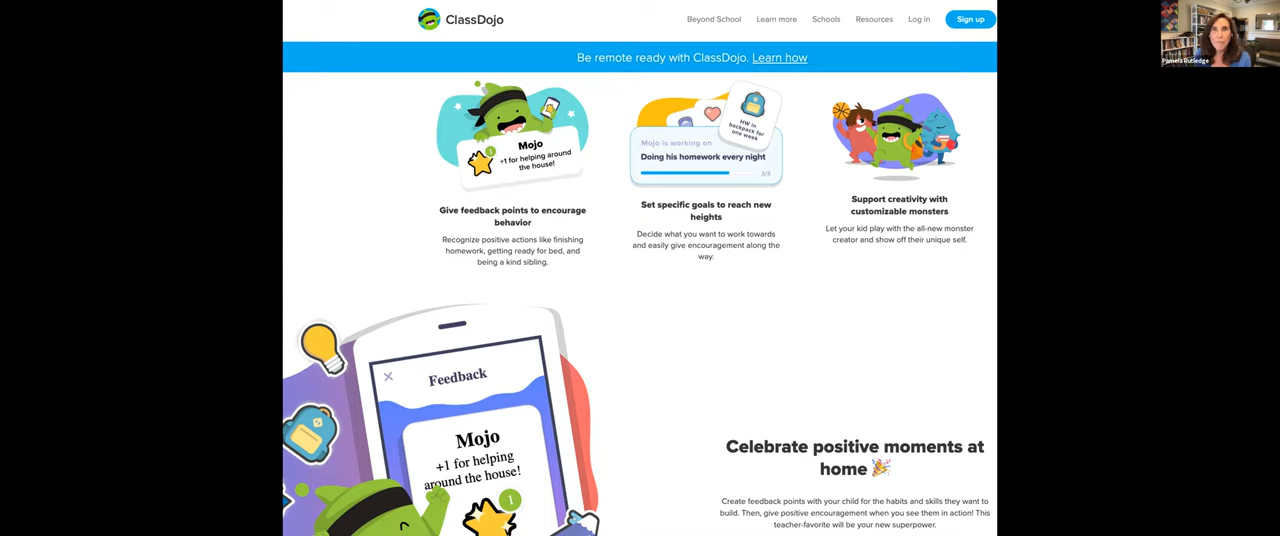 ClassDojo
Beyond School
Learn more
Schools
Resources
Log in
Sign up
Pamela Rutledge
Be remote ready with ClassDojo. Learn how
Mojo
+1 for helping around
the house!
1
Give feedback points to encourage
behavior
Recognize positive actions like finishing
homework, getting ready for bed, and
being a kind sibling.
HW in
backpack for
one week
Mojo is working on
Doing his homework every night
3/5
Set specific goals to reach new
heights
Decide what you want to work towards
and easily give encouragement along the
way.
Support creativity with
customizable monsters
Let your kid play with the all-new monster
creator and show off their unique self.
Feedback
Mojo
+1 for helping
around the house!
1
Celebrate positive moments at
home 🎉
Create feedback points with your child for the habits and skills they want to
build. Then, give positive encouragement when you see them in action! This
teacher-favorite will be your new superpower.